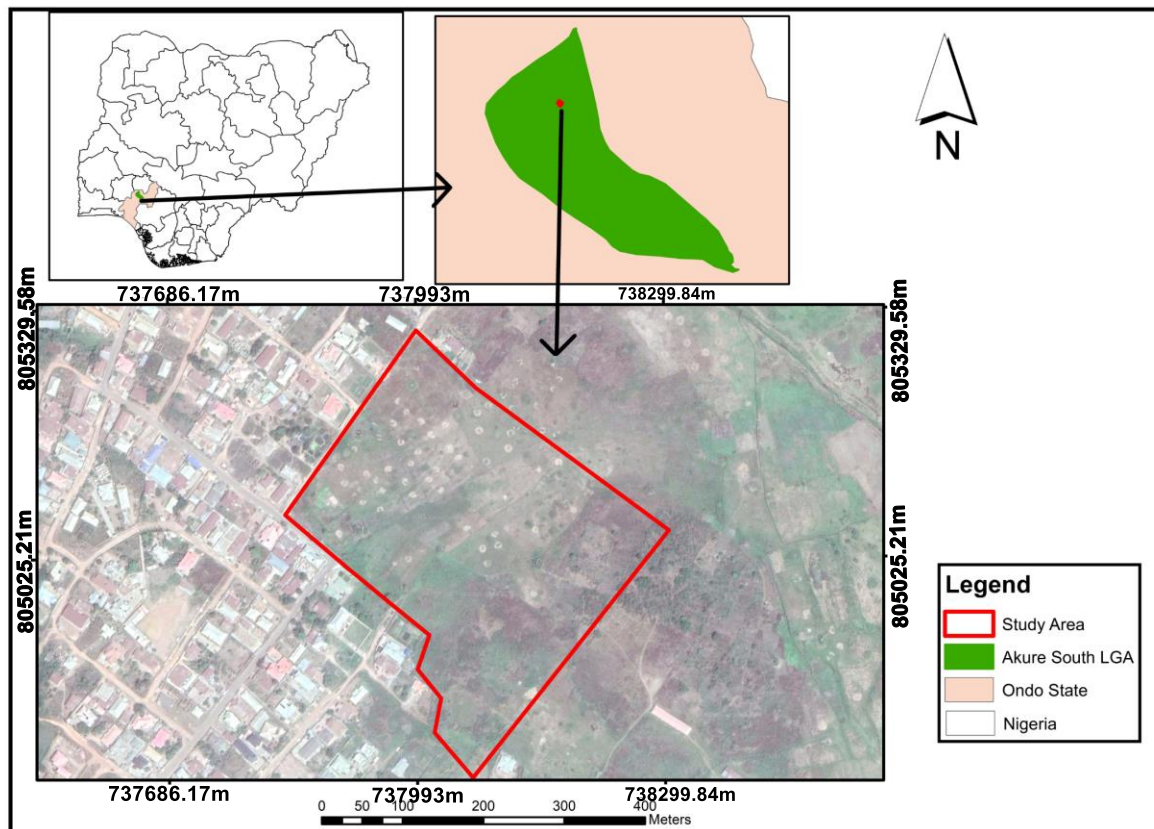 N
737686.17m 737993m 738299.84m
805329.58m
805329.58m
805025.21m
805025.21m
Legend
Study Area
Akure South LGA
Ondo State
Nigeria
737686.17m 737993m 738299.84m
0 50 100 200 300 400
Meters